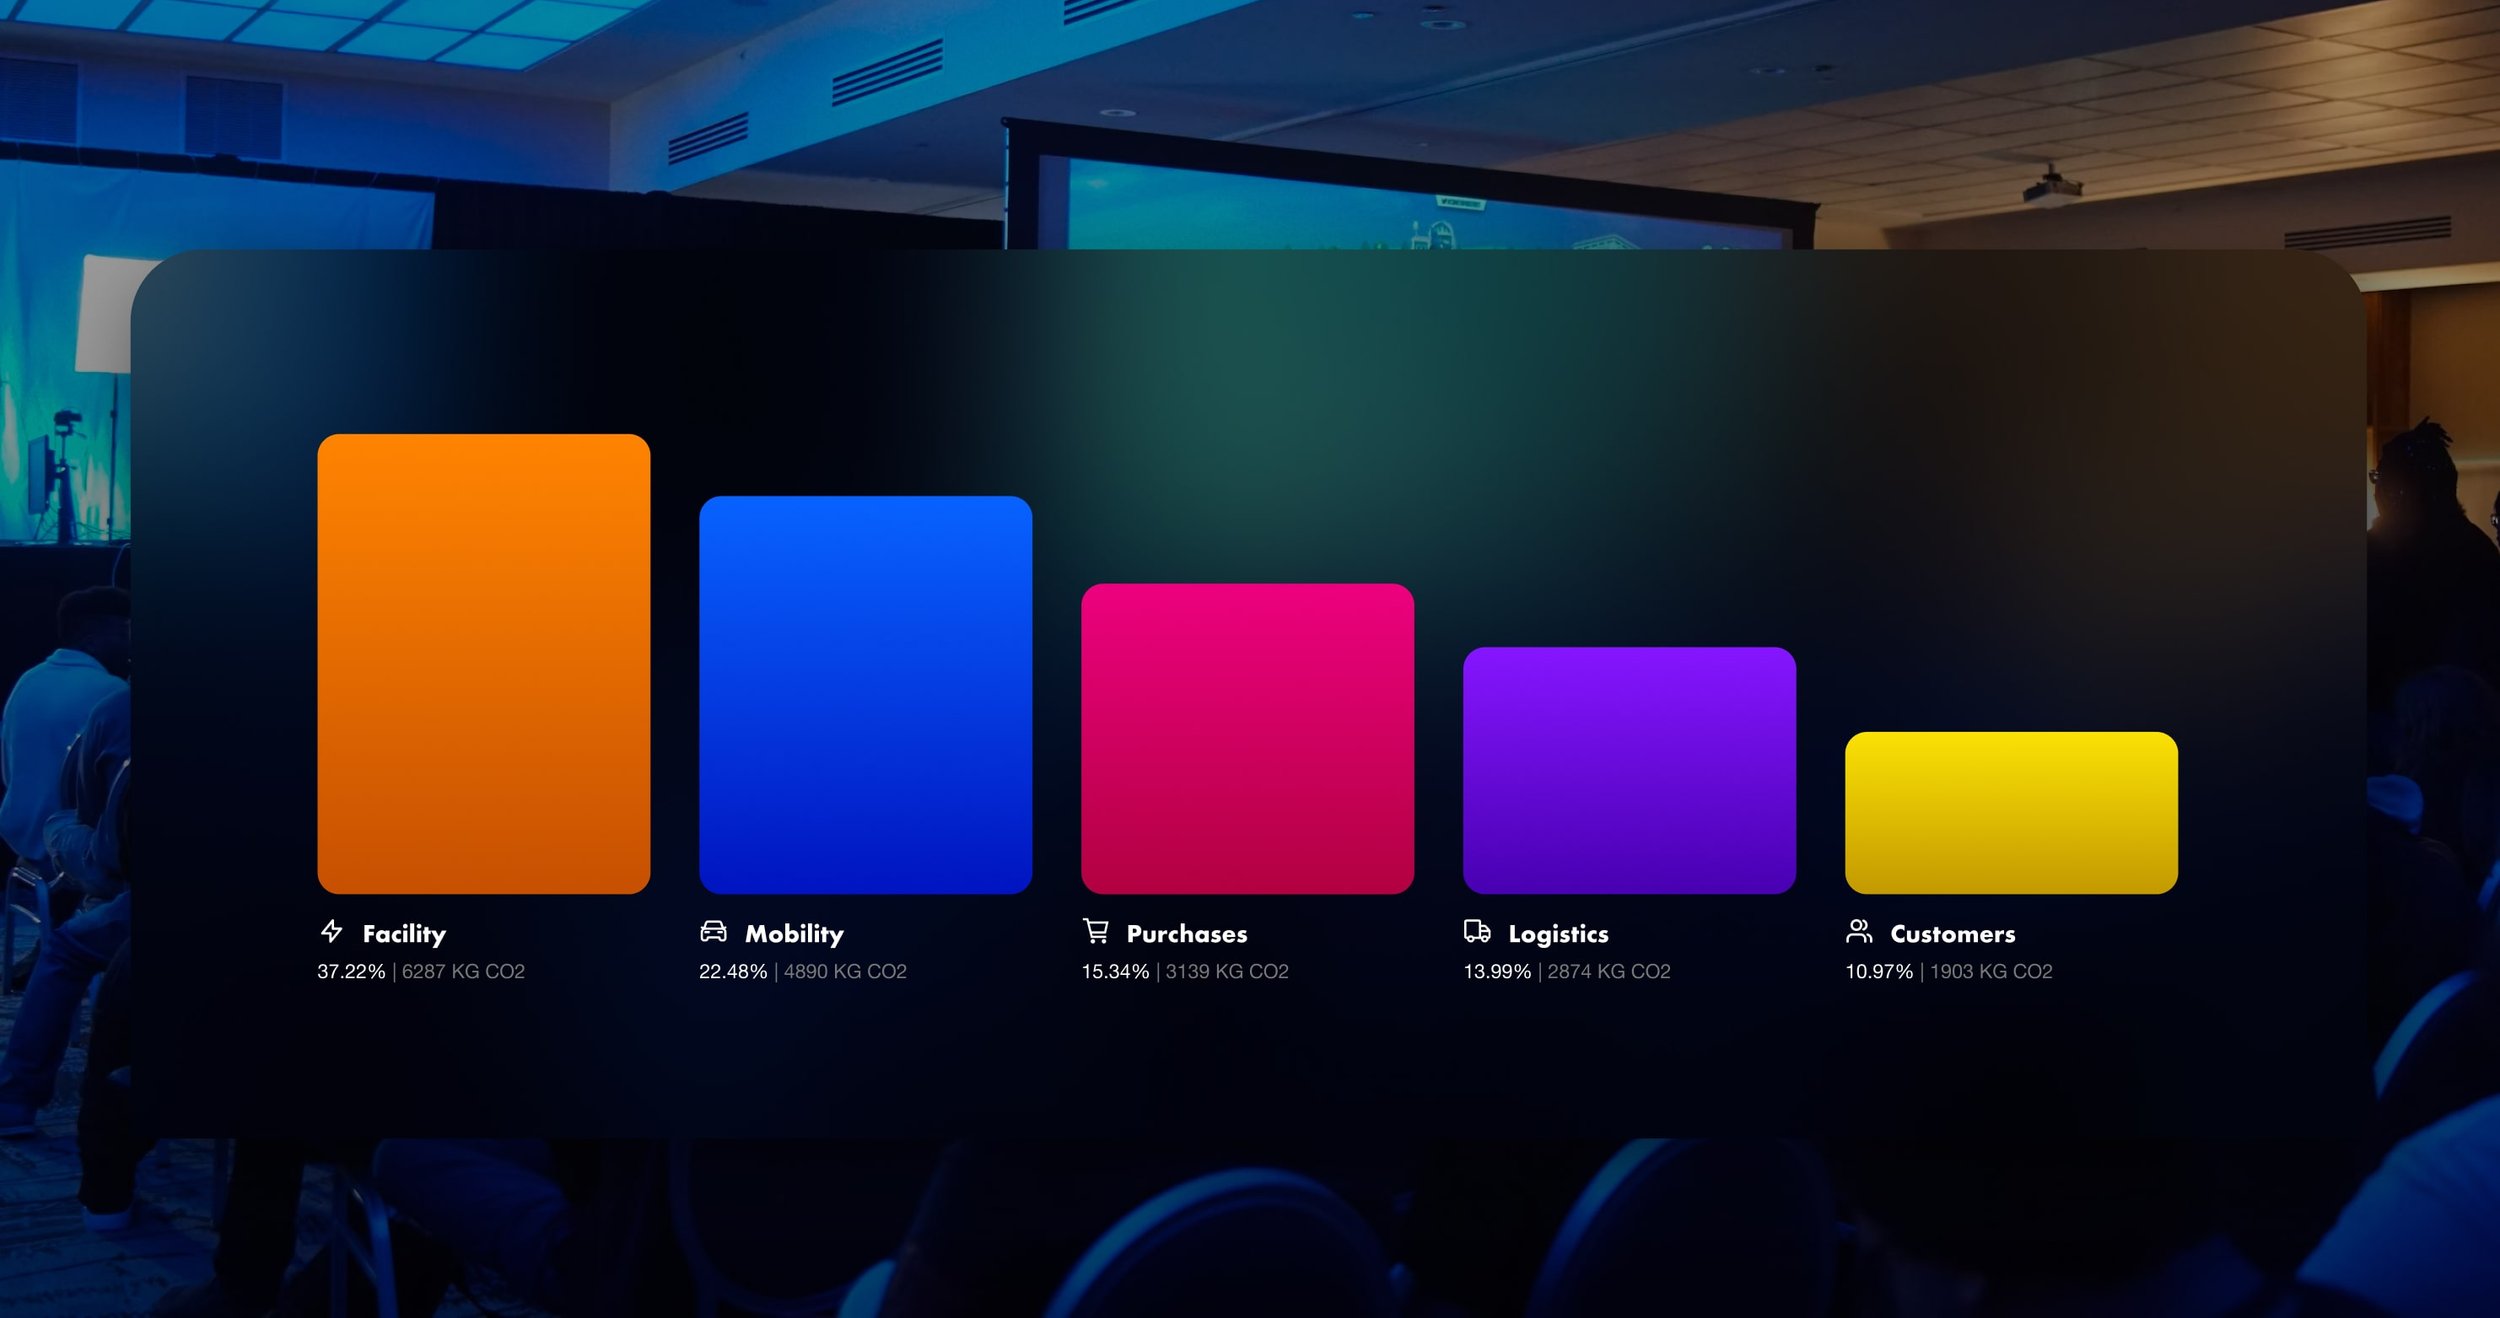 Facility
37.22% | 6287 KG CO2
Mobility
22.48% | 4890 KG CO2
Purchases
15.34% | 3139 KG CO2
Logistics
13.99% | 2874 KG CO2
Customers
10.97% | 1903 KG CO2